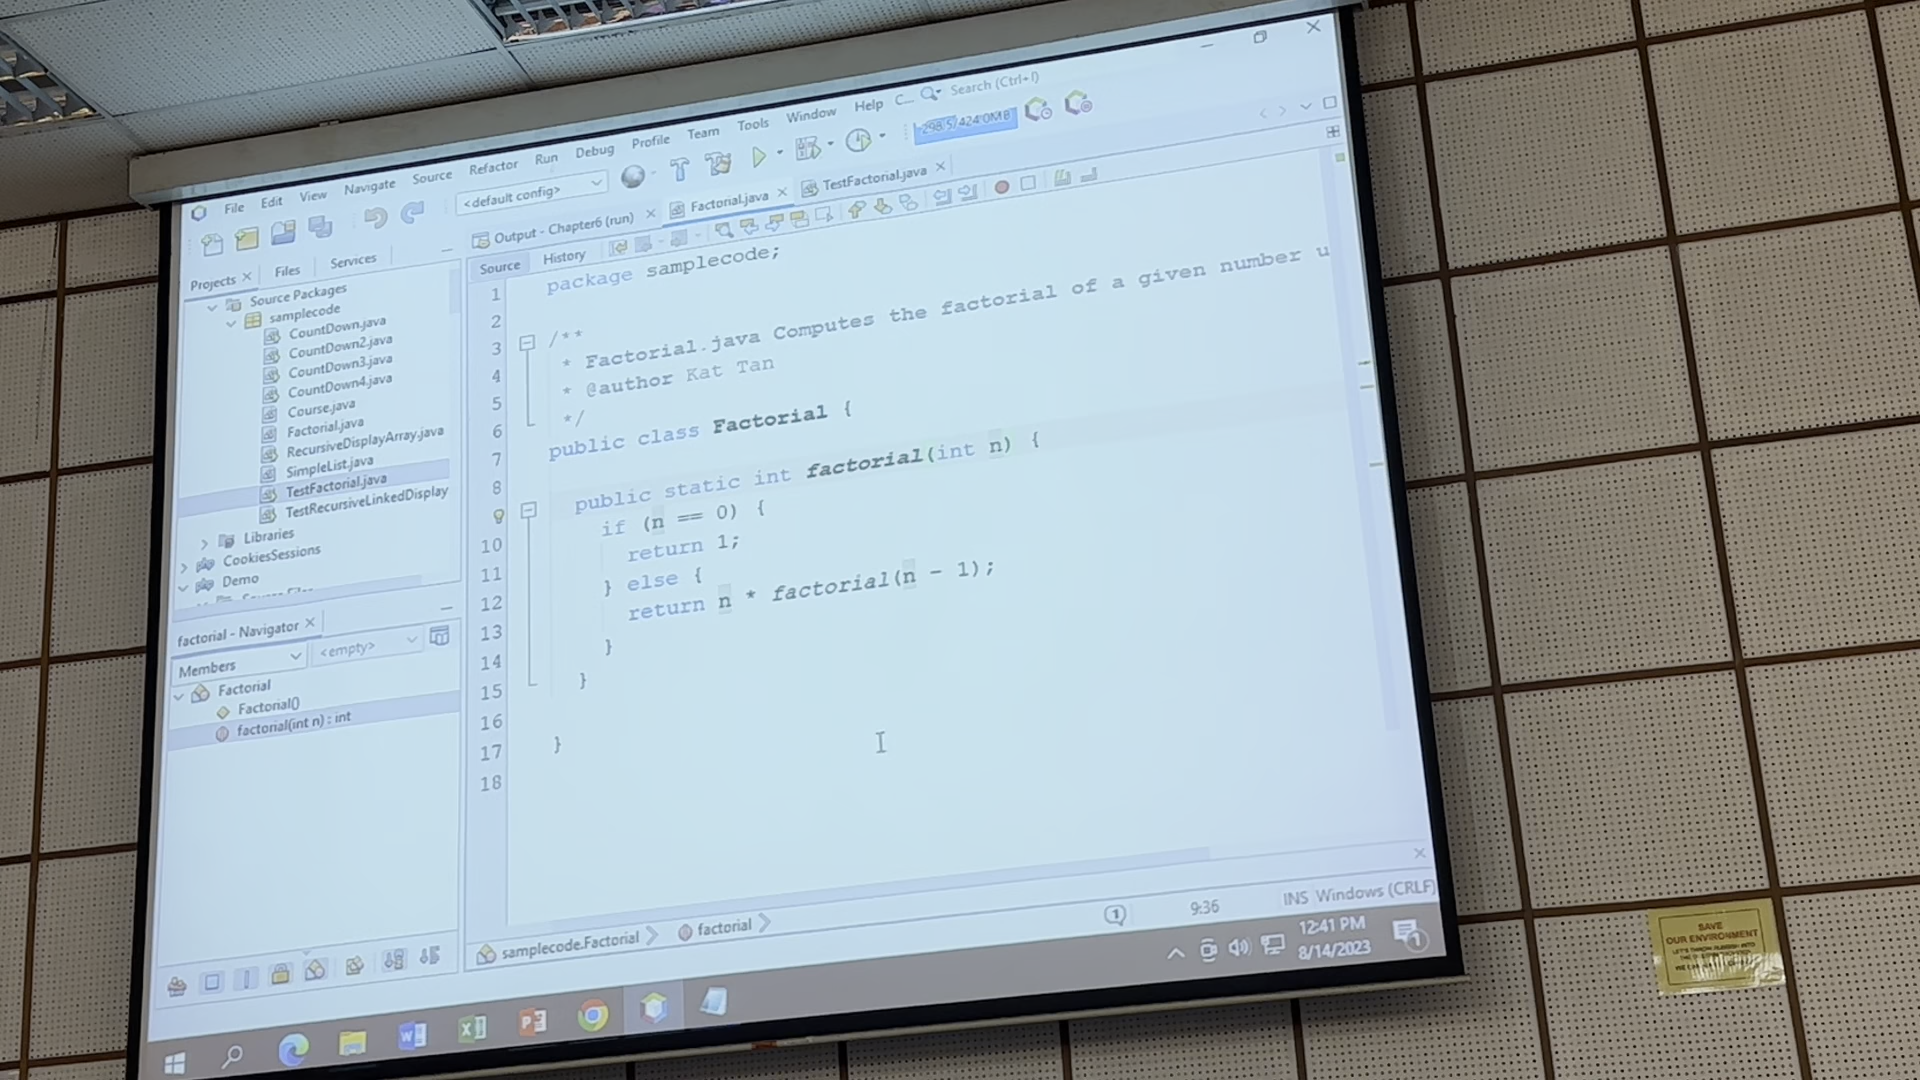 File Edit View Navigate Source Refactor Run Debug Profile Team Tools Window Help C... Search (Ctrl+I)
<default config>
298.5/424.0MB
Projects Files Services
Source Packages
samplecode
CountDown.java
CountDown2.java
CountDown3.java
CountDown4.java
Course.java
Factorial.java
RecursiveDisplayArray.java
SimpleList.java
TestFactorial.java
TestRecursiveLinkedDisplay
Libraries
CookiesSessions
Demo
factorial - Navigator
Members <empty>
Factorial
Factorial()
factorial(int n) : int
Output - Chapter6 (run) Factorial.java TestFactorial.java
Source History
1 package samplecode;
2
3 /**
4 * Factorial.java Computes the factorial of a given number u
5 * @author Kat Tan
6 */
7 public class Factorial {
8
public static int factorial(int n) {
10 if (n == 0) {
11 return 1;
12 } else {
13 return n * factorial(n - 1);
14 }
15 }
16
17 }
18
samplecode.Factorial factorial
1 9:36 INS Windows (CRLF)
12:41 PM
8/14/2023
1
SAVE
OUR ENVIRONMENT